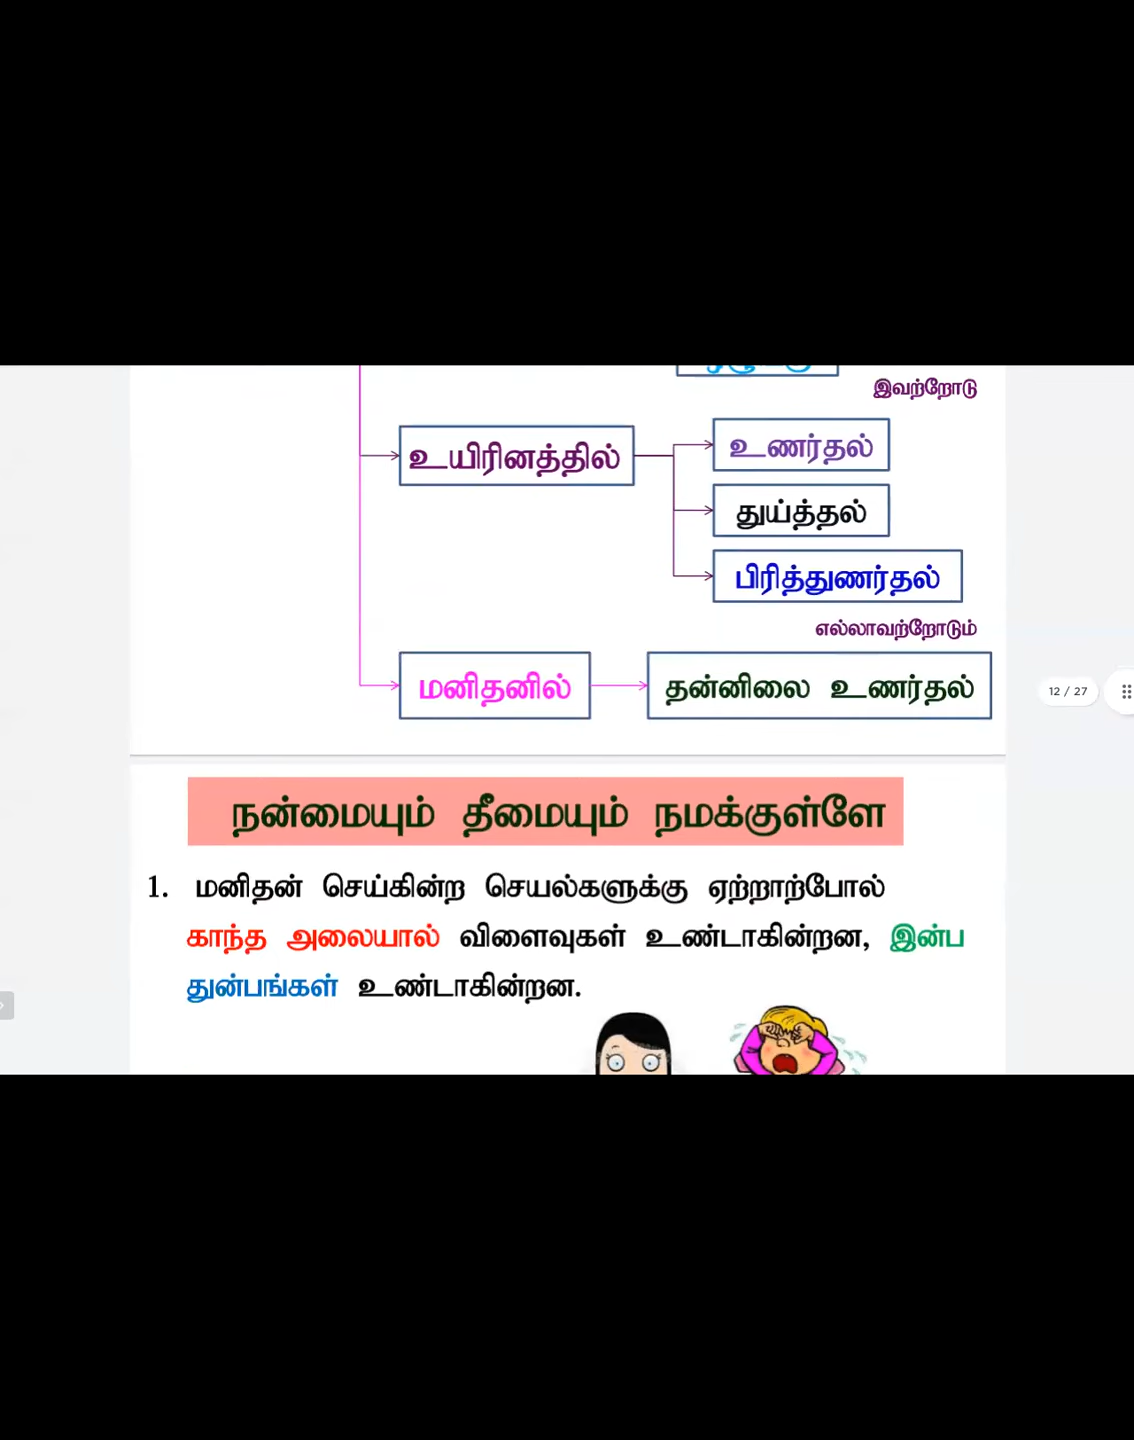 இவற்றோடு
உயிரினத்தில்
உணர்தல்
துய்த்தல்
பிரித்துணர்தல்
எல்லாவற்றோடும்
மனிதனில்
தன்னிலை உணர்தல்
12 / 27
நன்மையும் தீமையும் நமக்குள்ளே
1. மனிதன் செய்கின்ற செயல்களுக்கு ஏற்றாற்போல்
காந்த அலையால் விளைவுகள் உண்டாகின்றன, இன்ப
துன்பங்கள் உண்டாகின்றன.